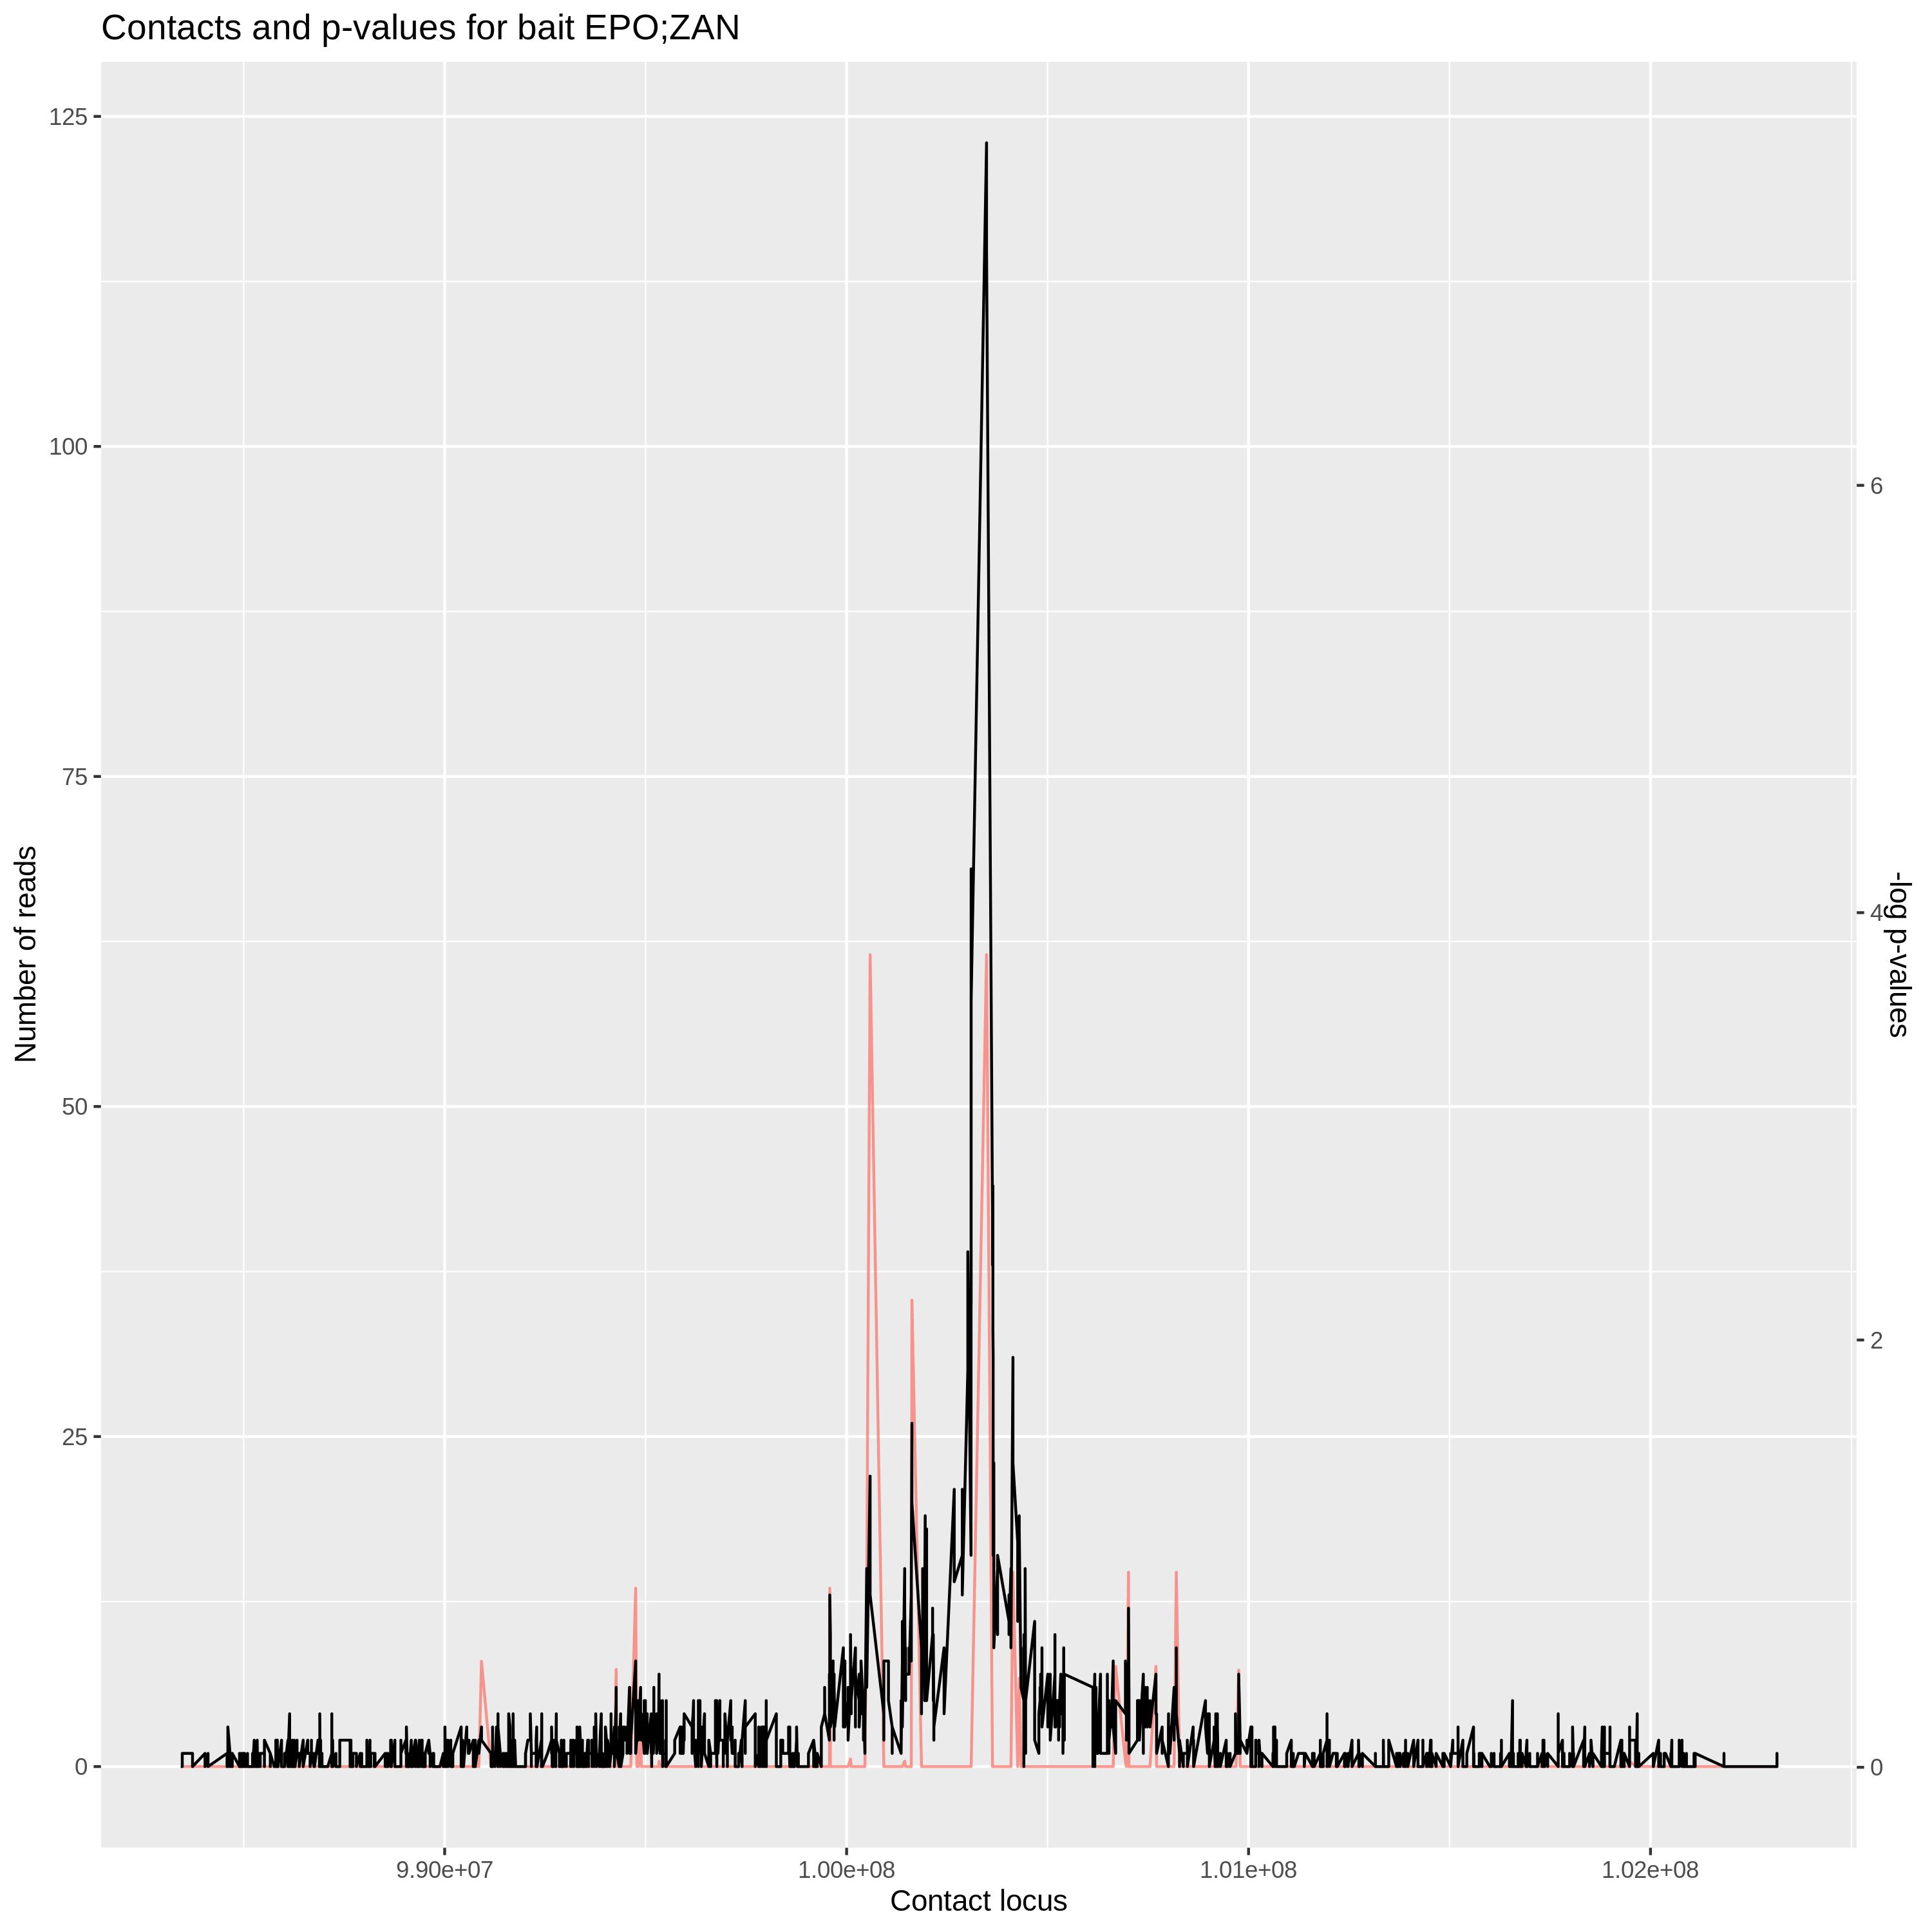 Contacts and p-values for bait EPO;ZAN
125
100
75
50
25
0
Number of reads
6
4
2
0
-log p-values
9.90e+07
1.00e+08
1.01e+08
1.02e+08
Contact locus